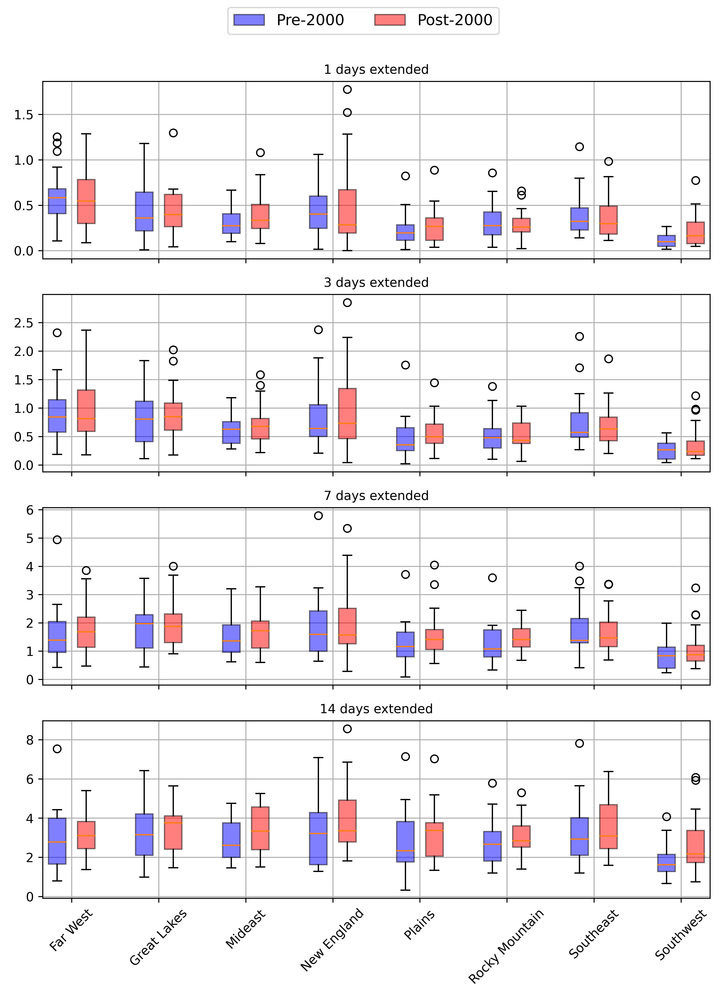 Pre-2000 Post-2000
1 days extended
1.5
1.0
0.5
0.0
3 days extended
2.5
2.0
1.5
1.0
0.5
0.0
7 days extended
6
5
4
3
2
1
0
14 days extended
8
6
4
2
0
Far West
Great Lakes
Mideast
New England
Plains
Rocky Mountain
Southeast
Southwest